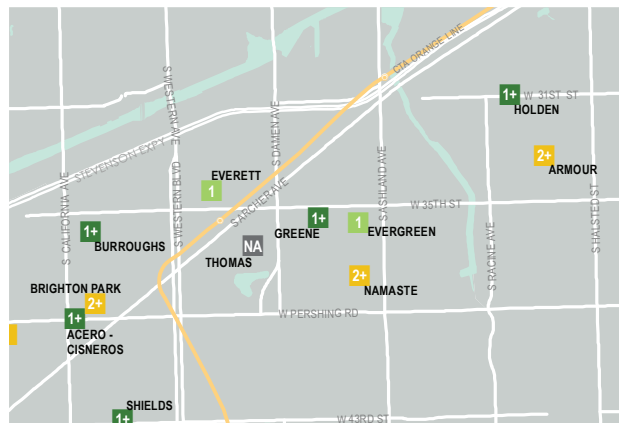 CTA ORANGE LINE
S WESTERN AVE
1+
W 31ST ST
HOLDEN
S DAMEN AVE
STEVENSON EXPY
2+
ARMOUR
S ASHLAND AVE
EVERETT
1
S CALIFORNIA AVE
S WESTERN BLVD
S ARCHER AVE
W 35TH ST
S HALSTED ST
1+
BURROUGHS
GREENE
1+
1
EVERGREEN
NA
THOMAS
S RACINE AVE
2+
NAMASTE
BRIGHTON PARK
2+
1+
W PERSHING RD
ACERO -
CISNEROS
SHIELDS
1+
W 43RD ST